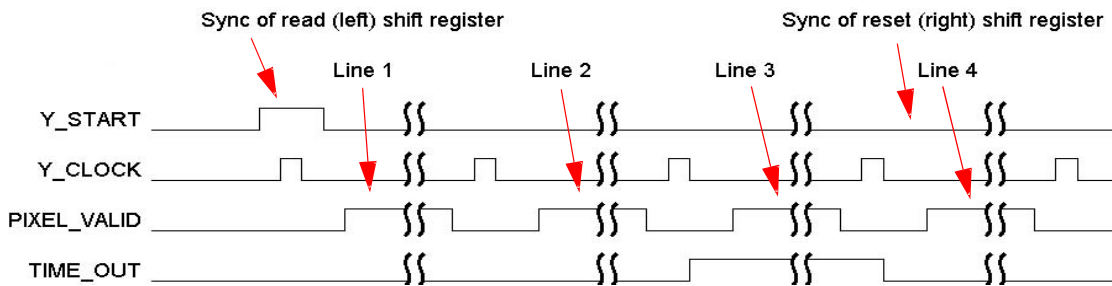 Sync of read (left) shift register
Sync of reset (right) shift register
Line 1
Line 2
Line 3
Line 4
Y_START
Y_CLOCK
PIXEL_VALID
TIME_OUT